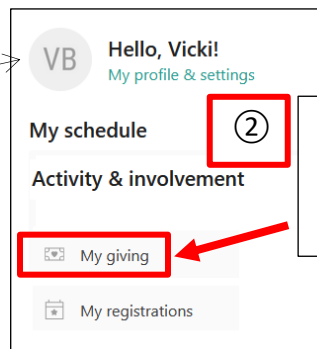 VB
Hello, Vicki!
My profile & settings
My schedule
②
Activity & involvement
My giving
My registrations